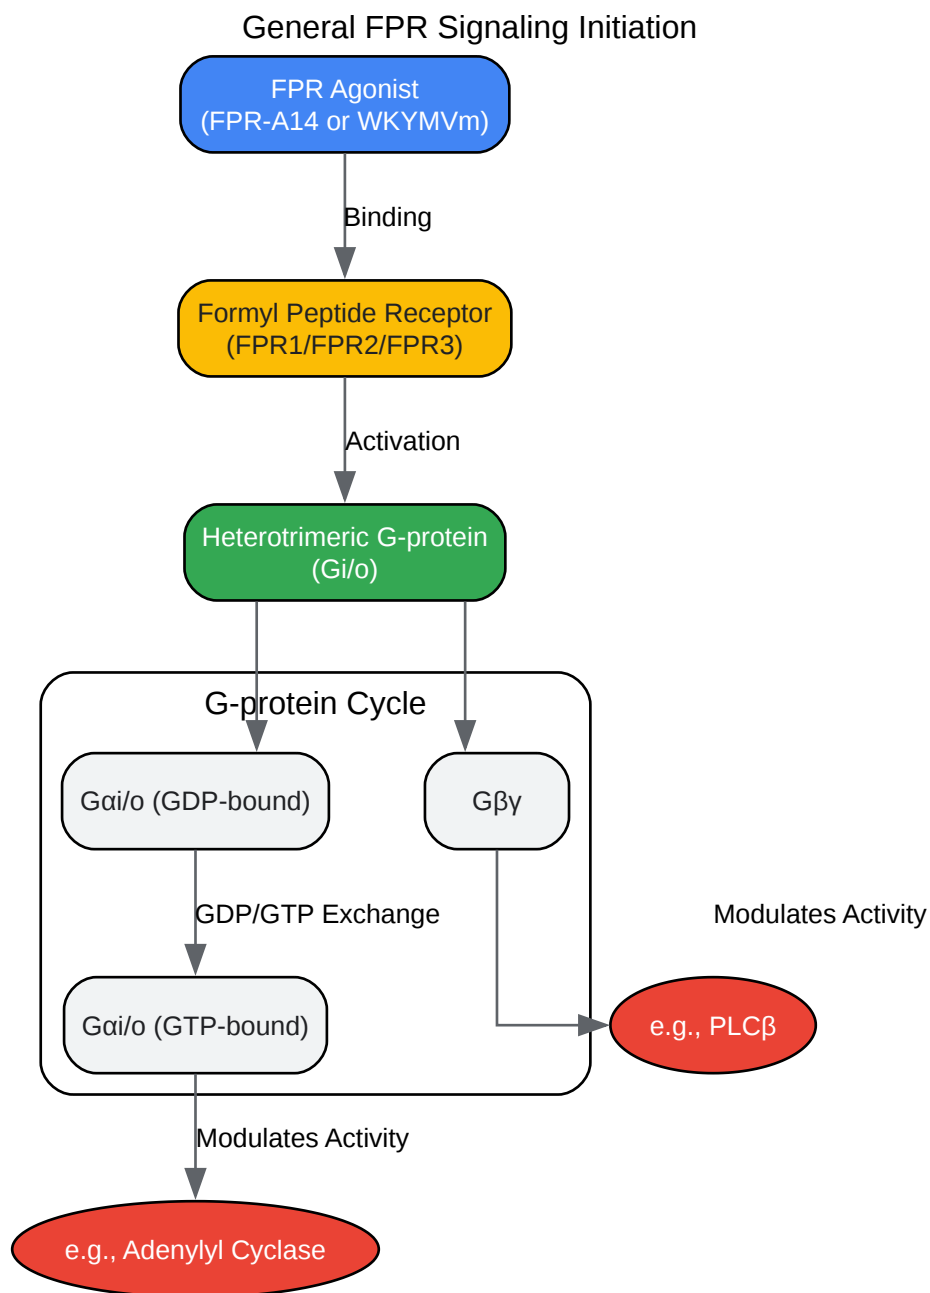 General FPR Signaling Initiation
FPR Agonist
(FPR-A14 or WKYMVm)
Binding
Formyl Peptide Receptor
(FPR1/FPR2/FPR3)
Activation
Heterotrimeric G-protein
(Gi/o)
G-protein Cycle
Gαi/o (GDP-bound)
Gβγ
GDP/GTP Exchange
Modulates Activity
Gαi/o (GTP-bound)
e.g., PLCβ
Modulates Activity
e.g., Adenylyl Cyclase